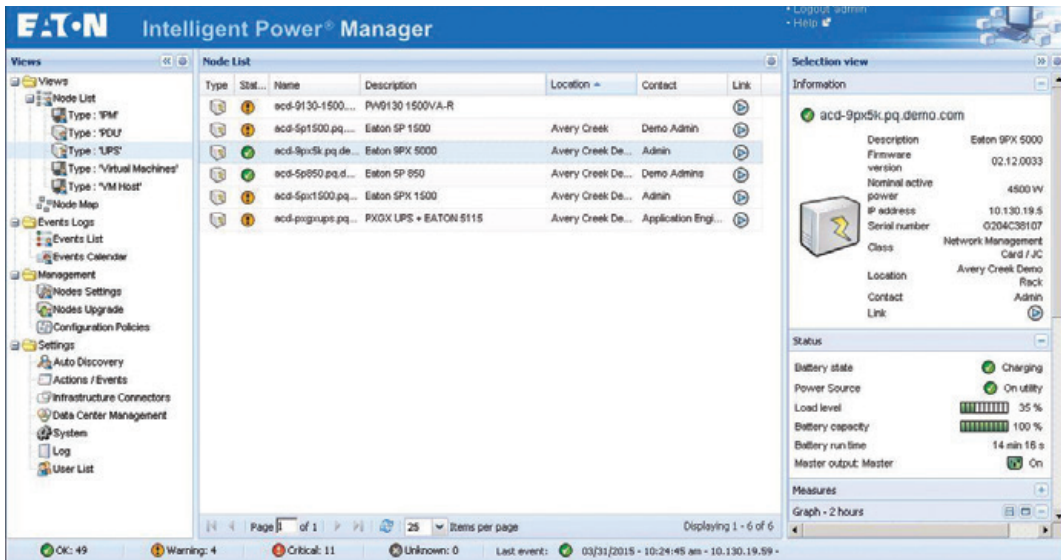 EATON Intelligent Power® Manager
• Logout admin
• Help
Views
Views
Node List
Type : 'IPM'
Type : 'PDU'
Type : 'UPS'
Type : 'Virtual Machines'
Type : 'VM Host'
Node Map
Events Logs
Events List
Events Calendar
Management
Nodes Settings
Nodes Upgrade
Configuration Policies
Settings
Auto Discovery
Actions / Events
Infrastructure Connectors
Data Center Management
System
Log
User List
Node List
Type Stat... Name Description Location Contact Link
acd-9130-1500.... PW9130 1500VA-R
acd-5p1500.pq.... Eaton 5P 1500 Avery Creek Demo Admin
acd-9px5k.pq.de... Eaton 9PX 5000 Avery Creek De... Admin
acd-5p850.pq.d... Eaton 5P 850 Avery Creek De... Demo Admins
acd-5px1500.pq... Eaton 5PX 1500 Avery Creek De... Admin
acd-pxgxups.pq... PXGX UPS + EATON 5115 Avery Creek De... Application Engi...
Page 1 of 1 25 Items per page Displaying 1 - 6 of 6
Selection view
Information
acd-9px5k.pq.demo.com
Description Eaton 9PX 5000
Firmware version 02.12.0033
Nominal active power 4500 W
IP address 10.130.19.5
Serial number G204C38107
Class Network Management Card / JC
Location Avery Creek Demo Rack
Contact Admin
Link
Status
Battery state Charging
Power Source On utility
Load level 35 %
Battery capacity 100 %
Battery run time 14 min 16 s
Master output: Master On
Measures
Graph - 2 hours
OK: 49 Warning: 4 Critical: 11 Unknown: 0 Last event: 03/31/2015 - 10:24:45 am - 10.130.19.59 -